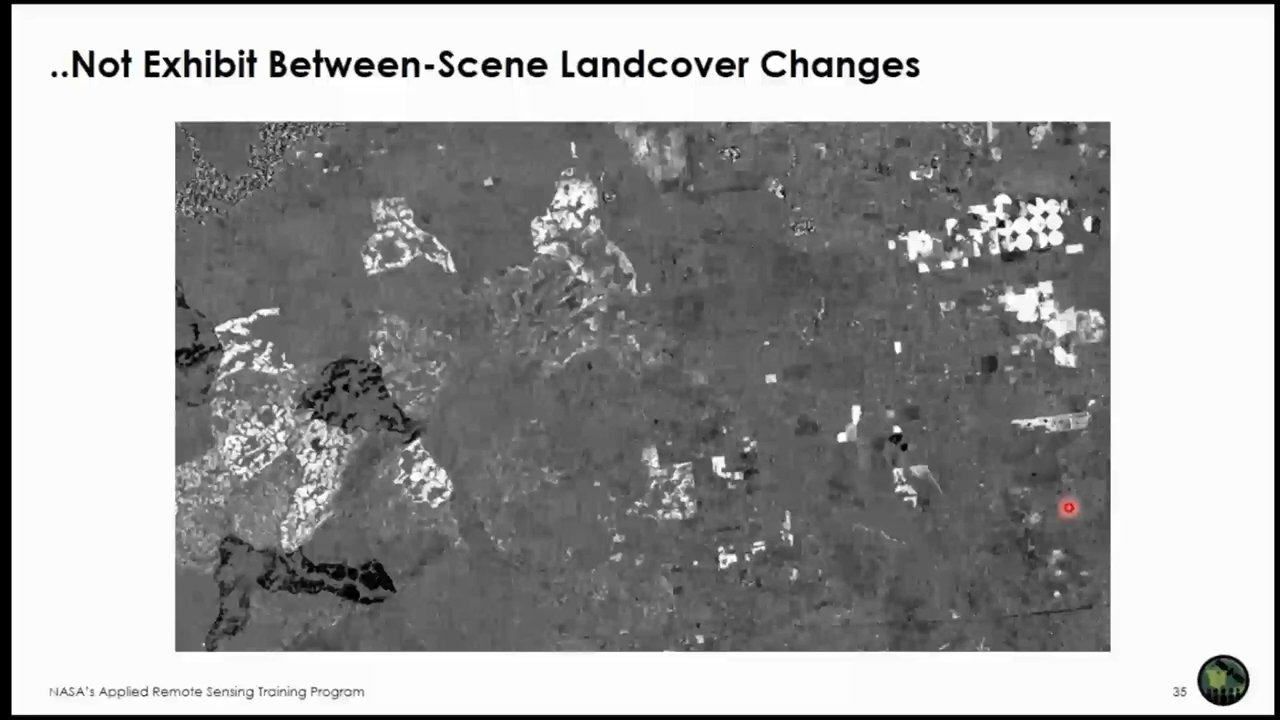 ..Not Exhibit Between-Scene Landcover Changes
NASA's Applied Remote Sensing Training Program
35